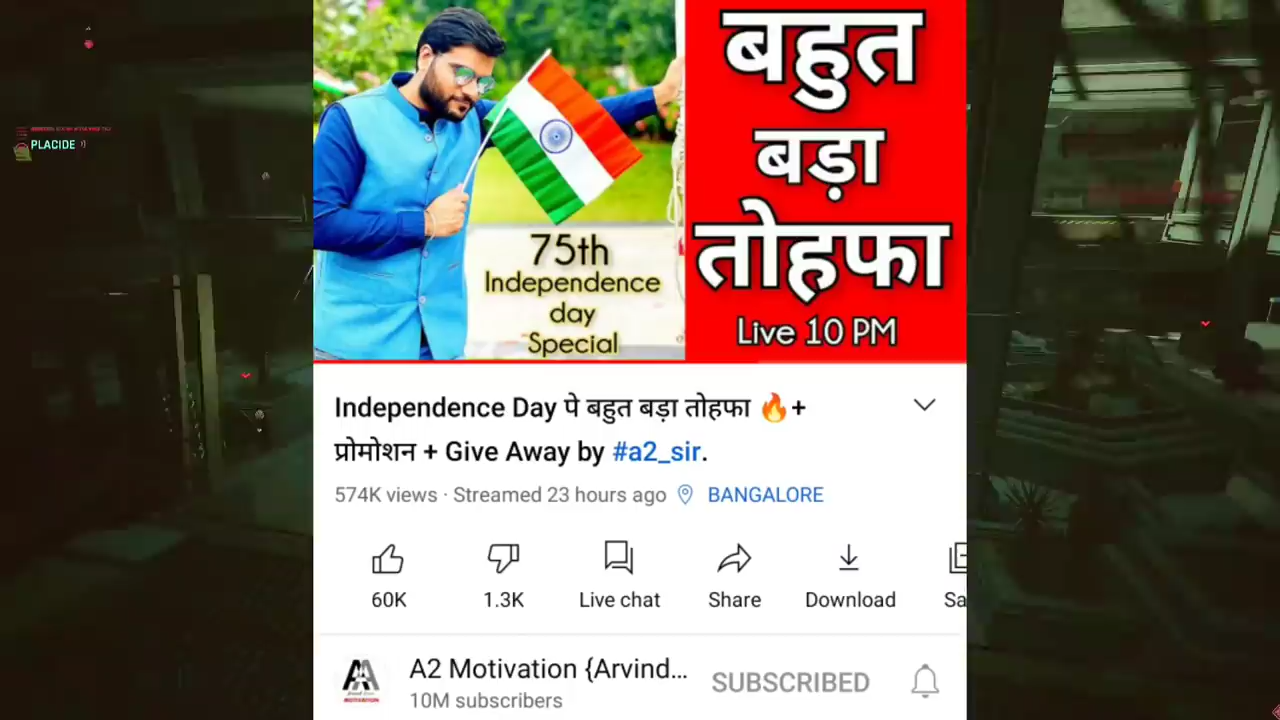 PLACIDE
बहुत
बड़ा
तोहफा
Live 10 PM
75th
Independence
day
Special
Independence Day पे बहुत बड़ा तोहफा 🔥+
प्रोमोशन + Give Away by #a2_sir.
574K views · Streamed 23 hours ago BANGALORE
60K 1.3K Live chat Share Download Sa
A2 Motivation {Arvind... SUBSCRIBED
10M subscribers